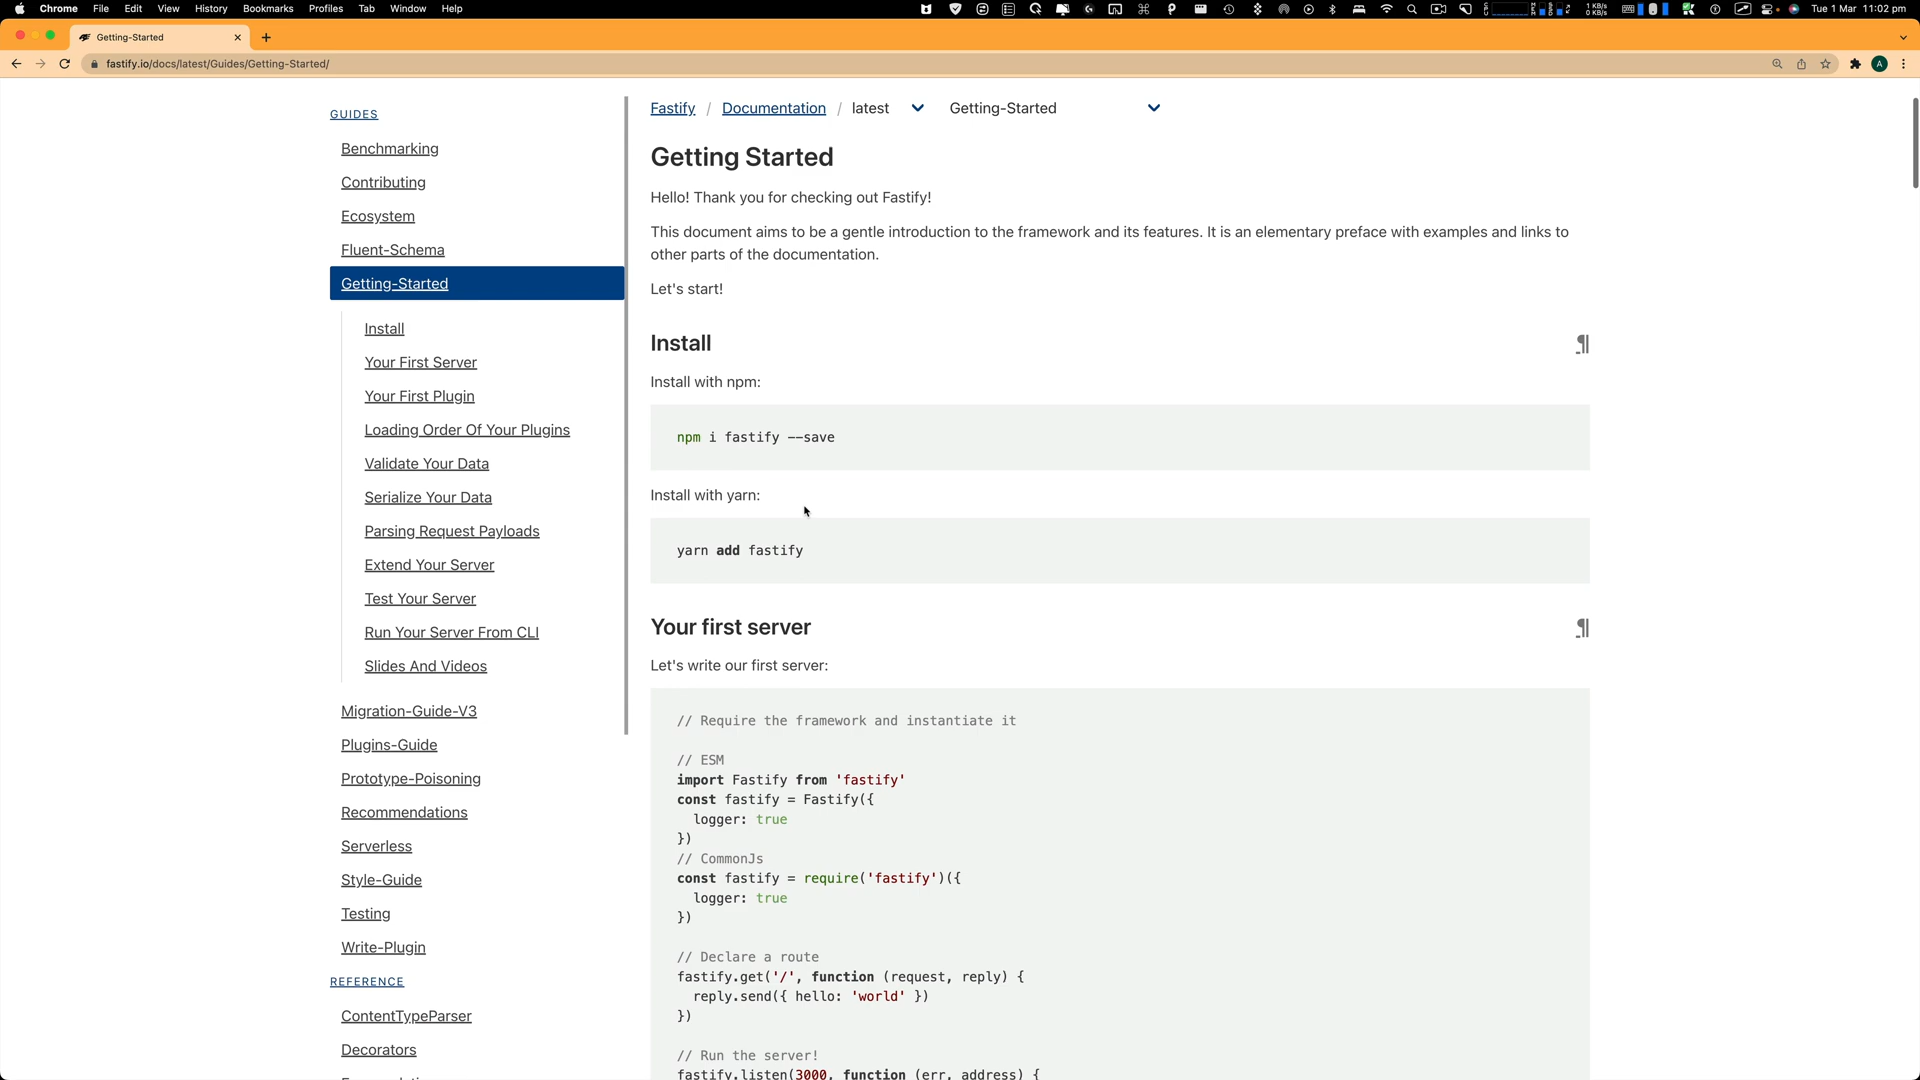 Chrome File Edit View History Bookmarks Profiles Tab Window Help
1 KB/s
0 KB/s
Tue 1 Mar 11:02 pm
Getting-Started
fastify.io/docs/latest/Guides/Getting-Started/
A
GUIDES
Benchmarking
Contributing
Ecosystem
Fluent-Schema
Getting-Started
Install
Your First Server
Your First Plugin
Loading Order Of Your Plugins
Validate Your Data
Serialize Your Data
Parsing Request Payloads
Extend Your Server
Test Your Server
Run Your Server From CLI
Slides And Videos
Migration-Guide-V3
Plugins-Guide
Prototype-Poisoning
Recommendations
Serverless
Style-Guide
Testing
Write-Plugin
REFERENCE
ContentTypeParser
Decorators
Fastify / Documentation / latest Getting-Started
Getting Started
Hello! Thank you for checking out Fastify!
This document aims to be a gentle introduction to the framework and its features. It is an elementary preface with examples and links to
other parts of the documentation.
Let's start!
Install ¶
Install with npm:
npm i fastify --save
Install with yarn:
yarn add fastify
Your first server ¶
Let's write our first server:
// Require the framework and instantiate it
// ESM
import Fastify from 'fastify'
const fastify = Fastify({
logger: true
})
// CommonJs
const fastify = require('fastify')({
logger: true
})
// Declare a route
fastify.get('/', function (request, reply) {
reply.send({ hello: 'world' })
})
// Run the server!
fastify.listen(3000, function (err, address) {